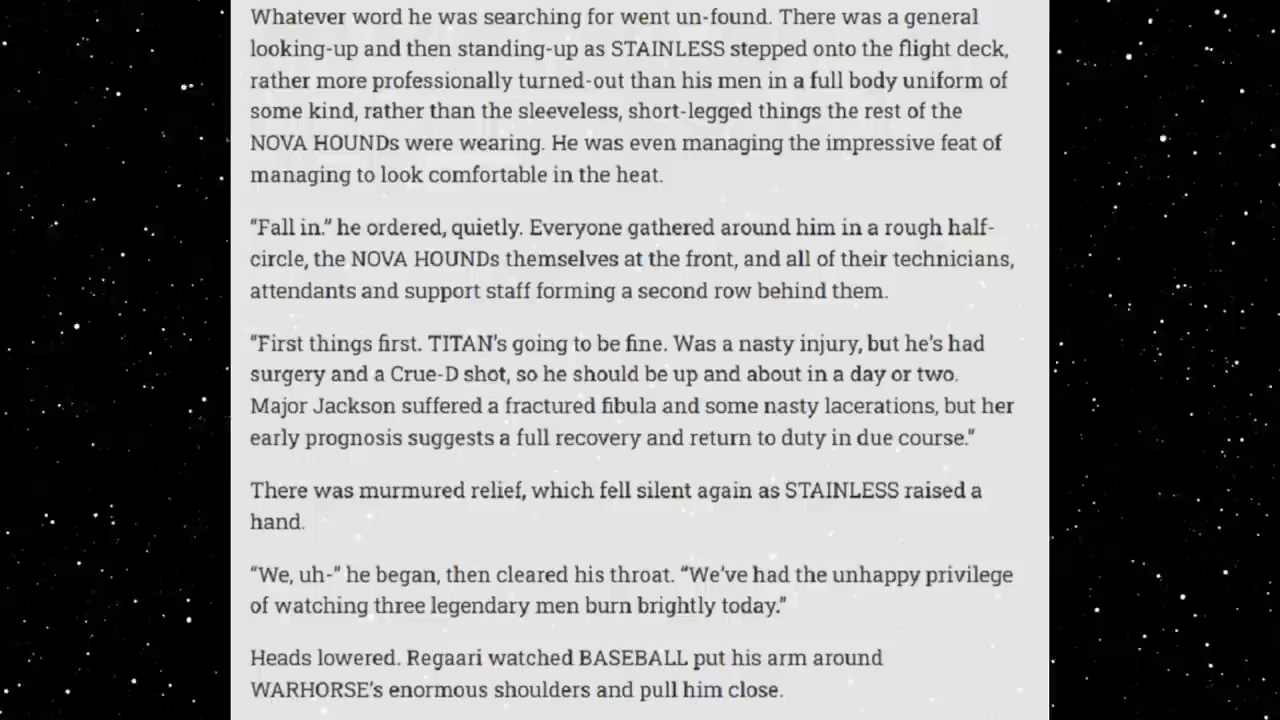 Whatever word he was searching for went un-found. There was a general
looking-up and then standing-up as STAINLESS stepped onto the flight deck,
rather more professionally turned-out than his men in a full body uniform of
some kind, rather than the sleeveless, short-legged things the rest of the
NOVA HOUNDs were wearing. He was even managing the impressive feat of
managing to look comfortable in the heat.
“Fall in.” he ordered, quietly. Everyone gathered around him in a rough half-
circle, the NOVA HOUNDs themselves at the front, and all of their technicians,
attendants and support staff forming a second row behind them.
“First things first. TITAN’s going to be fine. Was a nasty injury, but he’s had
surgery and a Crue-D shot, so he should be up and about in a day or two.
Major Jackson suffered a fractured fibula and some nasty lacerations, but her
early prognosis suggests a full recovery and return to duty in due course.”
There was murmured relief, which fell silent again as STAINLESS raised a
hand.
“We, uh-” he began, then cleared his throat. “We’ve had the unhappy privilege
of watching three legendary men burn brightly today.”
Heads lowered. Regaari watched BASEBALL put his arm around
WARHORSE’s enormous shoulders and pull him close.